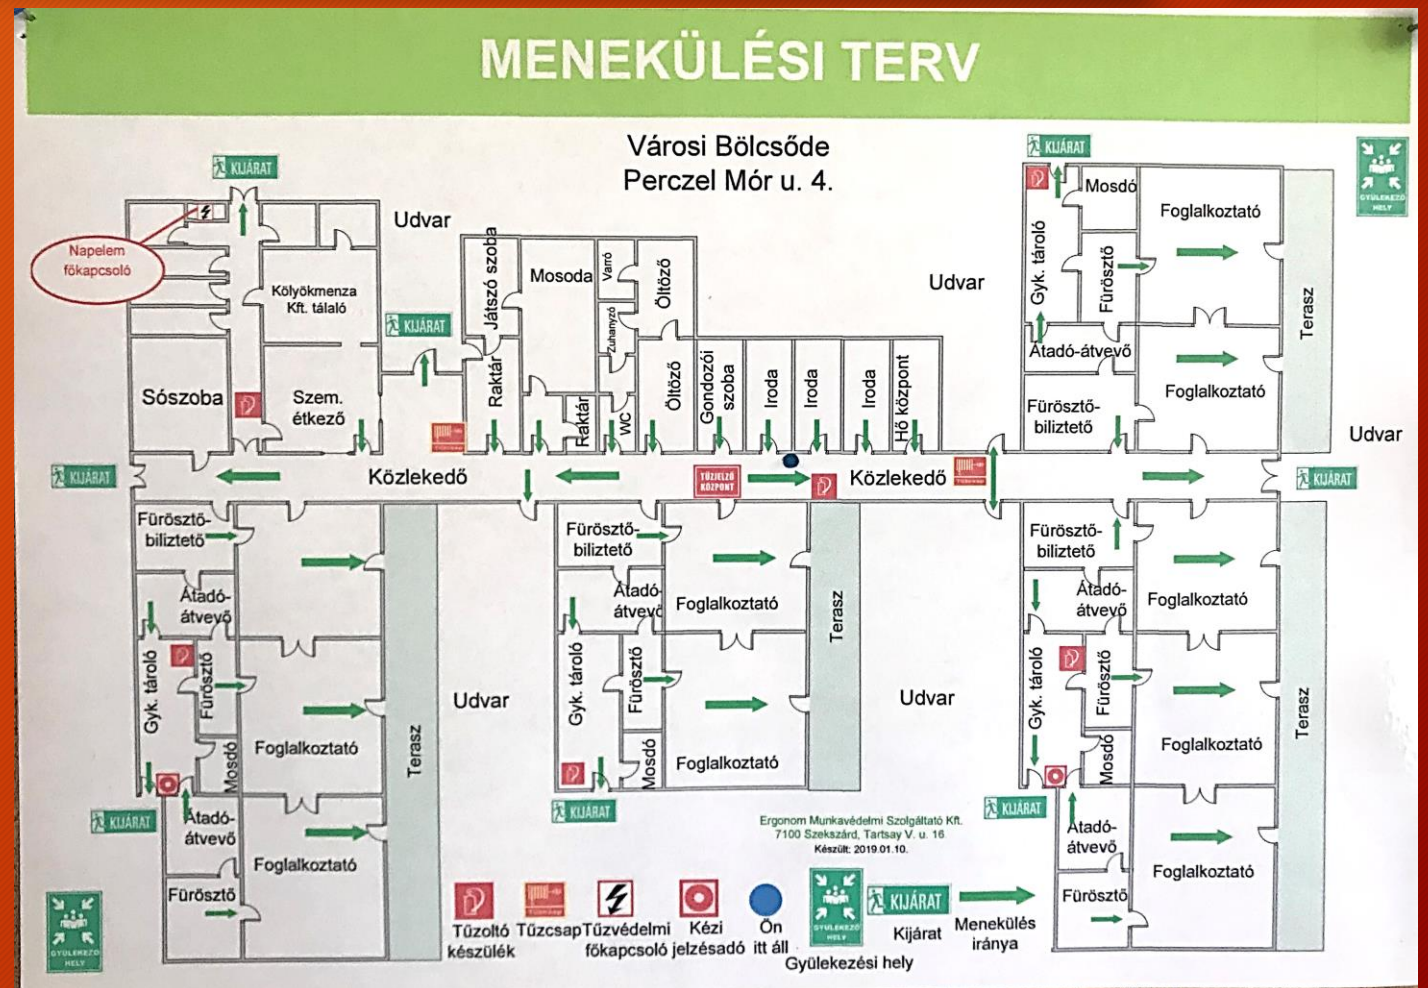 MENEKÜLÉSI TERV
Városi Bölcsőde
Perczel Mór u. 4.
KIJÁRAT
KIJÁRAT
GYÜLEKEZŐ
HELY
Napelem
főkapcsoló
Udvar
Kölyökmenza
Kft. tálaló
KIJÁRAT
Játszó szoba
Mosoda
Varró
Zuhanyzó
Öltöző
Udvar
Gyk. tároló
Mosdó
Fürösztő
Foglalkoztató
Terasz
Átadó-átvevő
Foglalkoztató
Sószoba
Szem.
étkező
Raktár
Raktár
WC
Öltöző
Gondozói
szoba
Iroda
Iroda
Iroda
Hő központ
Fürösztő-
biliztető
Udvar
KIJÁRAT
Közlekedő
TŰZJELZŐ
KÖZPONT
Közlekedő
KIJÁRAT
Fürösztő-
biliztető
Fürösztő-
biliztető
Fürösztő-
biliztető
Átadó-
átvevő
Átadó-
átvevő
Foglalkoztató
Terasz
Átadó-
átvevő
Foglalkoztató
Gyk. tároló
Fürösztő
Mosdó
Foglalkoztató
Terasz
Udvar
Gyk. tároló
Fürösztő
Mosdó
Foglalkoztató
Udvar
Gyk. tároló
Fürösztő
Mosdó
Foglalkoztató
Terasz
KIJÁRAT
KIJÁRAT
KIJÁRAT
Átadó-
átvevő
Foglalkoztató
Fürösztő
Átadó-
átvevő
Foglalkoztató
Fürösztő
Ergonom Munkavédelmi Szolgáltató Kft.
7100 Szekszárd, Tartsay V. u. 16.
Készült: 2019.01.10.
GYÜLEKEZŐ
HELY
Tűzoltó
készülék
Tűzcsap
Tűzvédelmi
főkapcsoló
Kézi
jelzésadó
Ön
itt áll
GYÜLEKEZŐ
HELY
Gyülekezési hely
KIJÁRAT
Kijárat
Menekülés
iránya